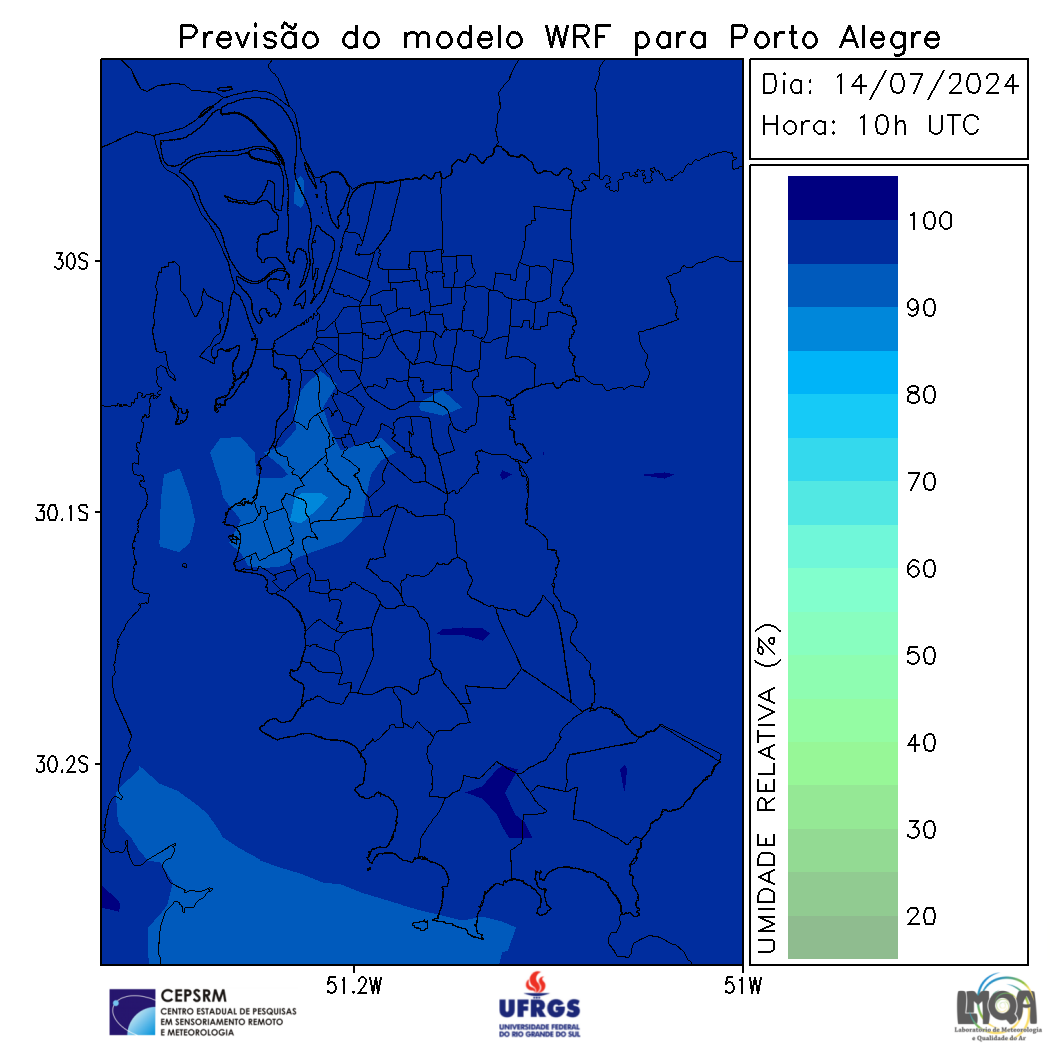 Previsão do modelo WRF para Porto Alegre
Dia: 14/07/2024
Hora: 10h UTC
30S
30.1S
30.2S
51.2W
51W
100
90
80
70
60
50
40
30
20
UMIDADE RELATIVA (%)
CEPSRM
CENTRO ESTADUAL DE PESQUISAS
EM SENSORIAMENTO REMOTO
E METEOROLOGIA
UFRGS
UNIVERSIDADE FEDERAL
DO RIO GRANDE DO SUL
LMQA
Laboratório de Meteorologia
e Qualidade do Ar